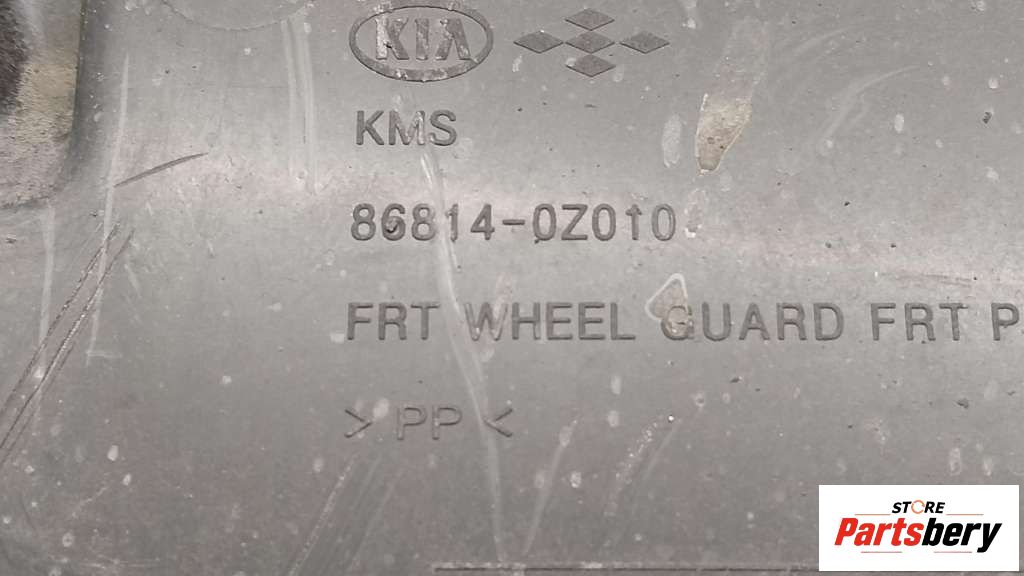 KIA
KMS
86814-0Z010
FRT WHEEL GUARD FRT P
>PP<
STORE
Partsbery